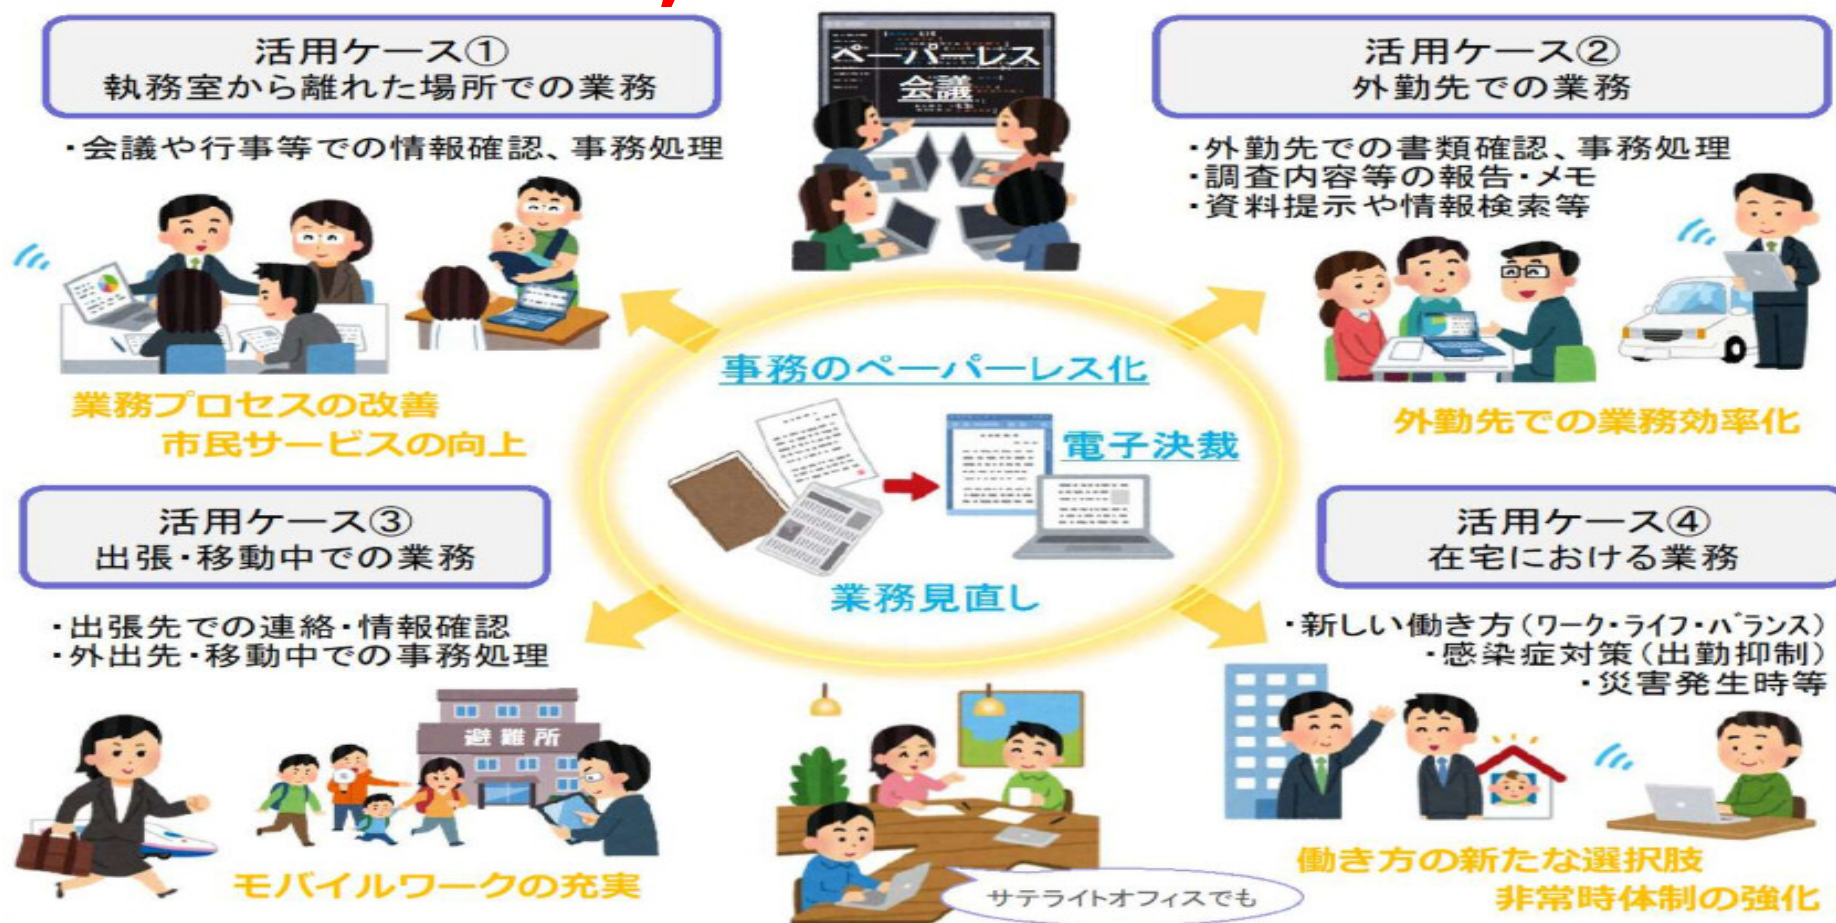 活用ケース①
執務室から離れた場所での業務
・会議や行事等での情報確認、事務処理
業務プロセスの改善
市民サービスの向上
ペーパーレス
会議
活用ケース②
外勤先での業務
・外勤先での書類確認、事務処理
・調査内容等の報告・メモ
・資料提示や情報検索等
外勤先での業務効率化
事務のペーパーレス化
電子決裁
業務見直し
活用ケース③
出張・移動中での業務
・出張先での連絡・情報確認
・外出先・移動中での事務処理
避難所
モバイルワークの充実
サテライトオフィスでも
活用ケース④
在宅における業務
・新しい働き方(ワーク・ライフ・バランス)
・感染症対策(出勤抑制)
・災害発生時等
働き方の新たな選択肢
非常時体制の強化